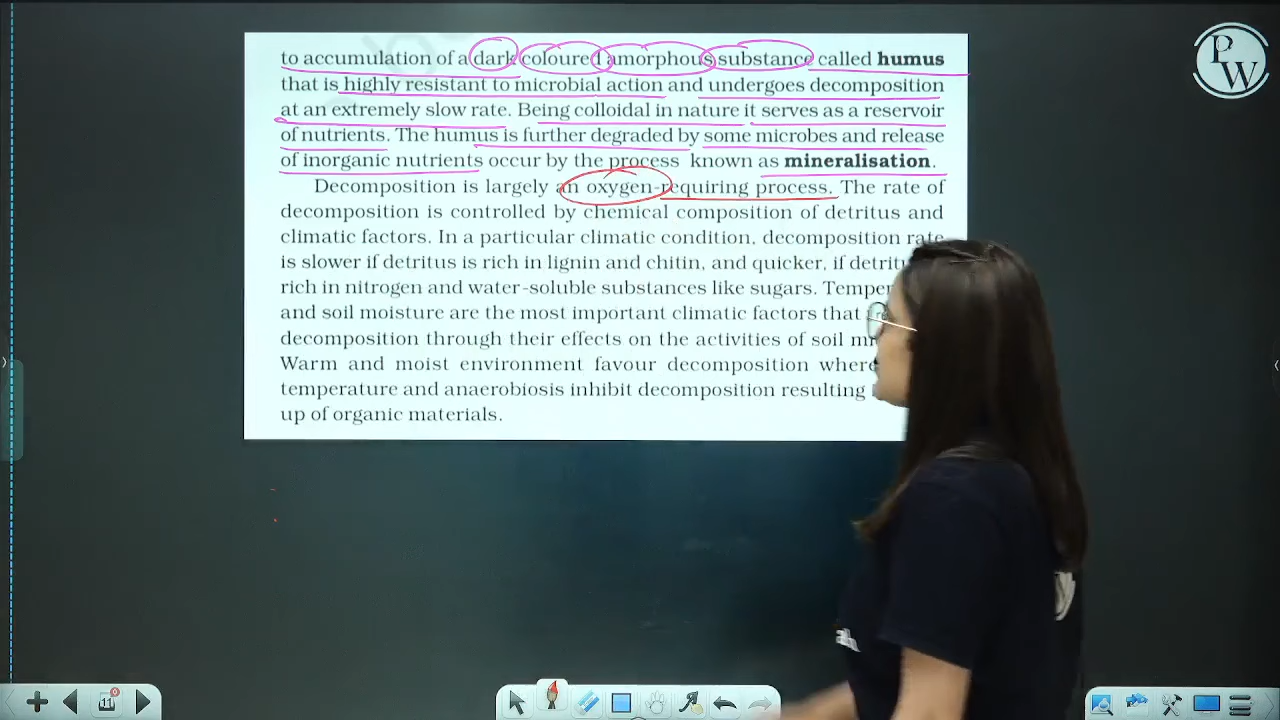 to accumulation of a dark coloured amorphous substance called humus
that is highly resistant to microbial action and undergoes decomposition
at an extremely slow rate. Being colloidal in nature it serves as a reservoir
of nutrients. The humus is further degraded by some microbes and release
of inorganic nutrients occur by the process known as mineralisation.
Decomposition is largely an oxygen-requiring process. The rate of
decomposition is controlled by chemical composition of detritus and
climatic factors. In a particular climatic condition, decomposition rate
is slower if detritus is rich in lignin and chitin, and quicker, if
rich in nitrogen and water-soluble substances like sugars.
and soil moisture are the most important climatic factors that
decomposition through their effects on the activities of soil
Warm and moist environment favour decomposition
temperature and anaerobiosis inhibit decomposition resulting
up of organic materials.
PW
11
0